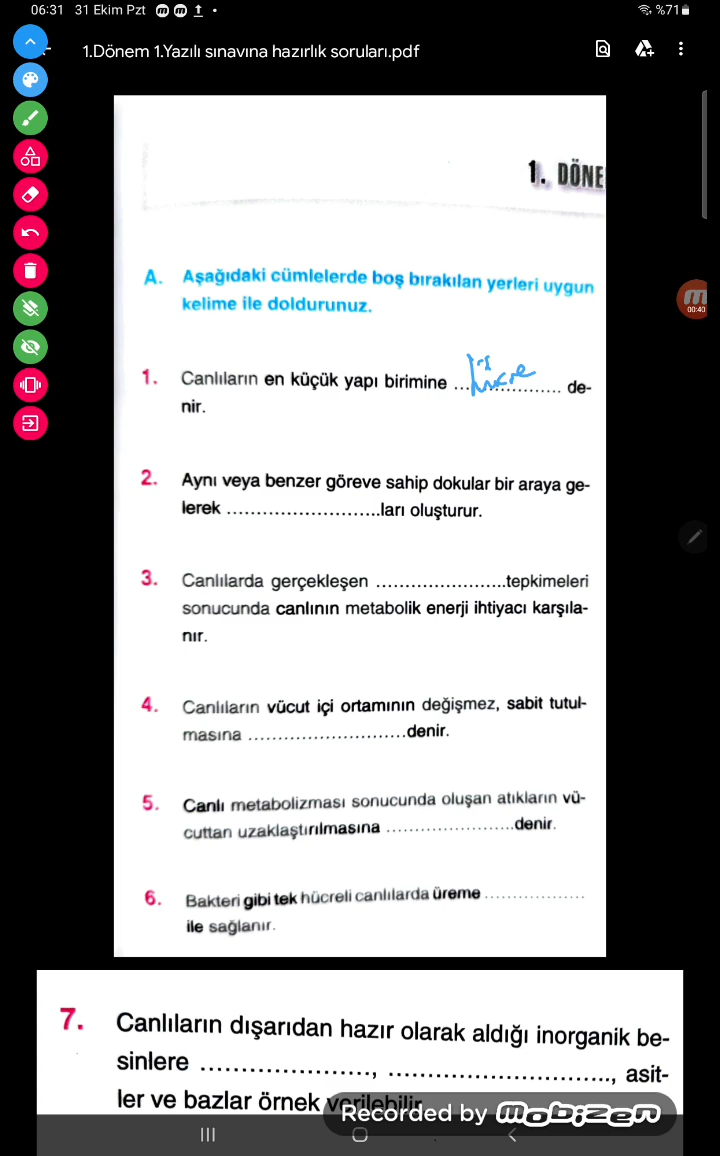 06:31 31 Ekim Pzt
%71
1.Dönem 1.Yazılı sınavına hazırlık soruları.pdf
1. DÖNE
A. Aşağıdaki cümlelerde boş bırakılan yerleri uygun
kelime ile doldurunuz.
00:40
1. Canlıların en küçük yapı birimine ... hücre ... de-
nir.
2. Aynı veya benzer göreve sahip dokular bir araya ge-
lerek ..........................ları oluşturur.
3. Canlılarda gerçekleşen ......................tepkimeleri
sonucunda canlının metabolik enerji ihtiyacı karşıla-
nır.
4. Canlıların vücut içi ortamının değişmez, sabit tutul-
masına ...........................denir.
5. Canlı metabolizması sonucunda oluşan atıkların vü-
cuttan uzaklaştırılmasına ......................denir.
6. Bakteri gibi tek hücreli canlılarda üreme .................
ile sağlanır.
7. Canlıların dışarıdan hazır olarak aldığı inorganik be-
sinlere ....................., ..........................., asit-
ler ve bazlar örnek verilebilir
Recorded by mobizen